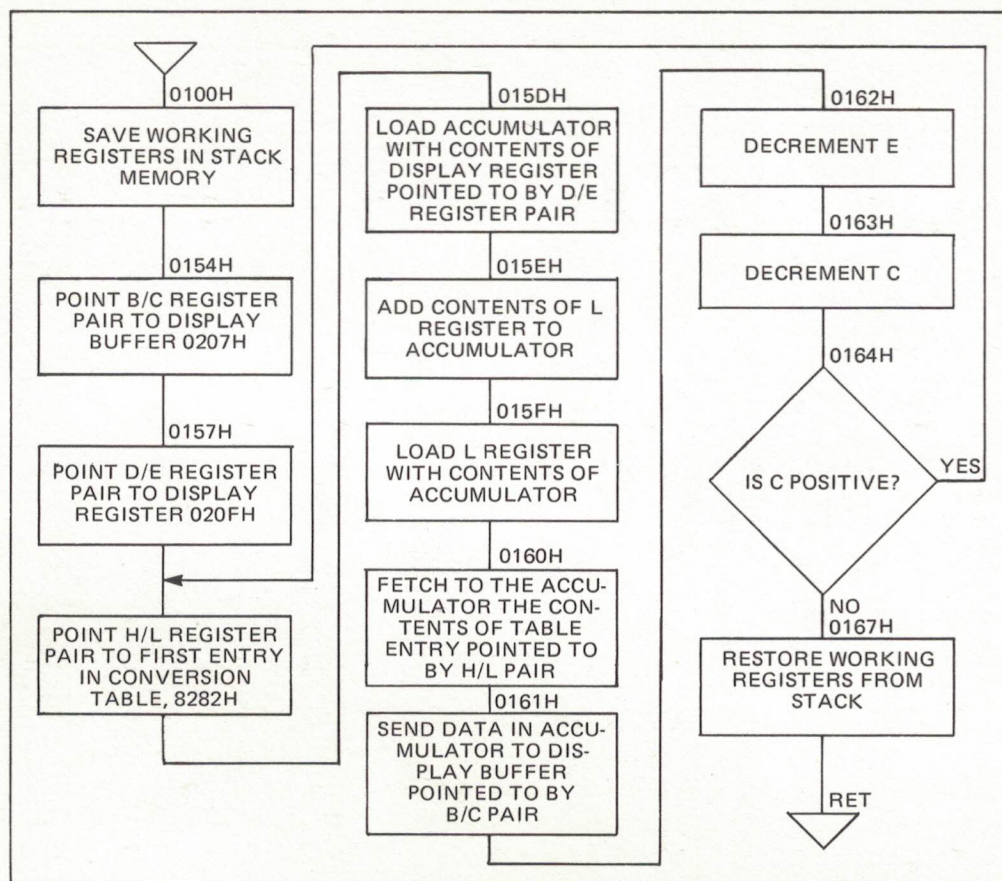 0100H
SAVE WORKING
REGISTERS IN STACK
MEMORY
0154H
POINT B/C REGISTER
PAIR TO DISPLAY
BUFFER 0207H
0157H
POINT D/E REGISTER
PAIR TO DISPLAY
REGISTER 020FH
POINT H/L REGISTER
PAIR TO FIRST ENTRY
IN CONVERSION
TABLE, 8282H
015DH
LOAD ACCUMULATOR
WITH CONTENTS OF
DISPLAY REGISTER
POINTED TO BY D/E
REGISTER PAIR
015EH
ADD CONTENTS OF L
REGISTER TO
ACCUMULATOR
015FH
LOAD L REGISTER
WITH CONTENTS OF
ACCUMULATOR
0160H
FETCH TO THE ACCU-
MULATOR THE CON-
TENTS OF TABLE
ENTRY POINTED TO
BY H/L PAIR
0161H
SEND DATA IN ACCU-
MULATOR TO DIS-
PLAY BUFFER
POINTED TO BY
B/C PAIR
0162H
DECREMENT E
0163H
DECREMENT C
0164H
IS C POSITIVE?
YES
NO
0167H
RESTORE WORKING
REGISTERS FROM
STACK
RET